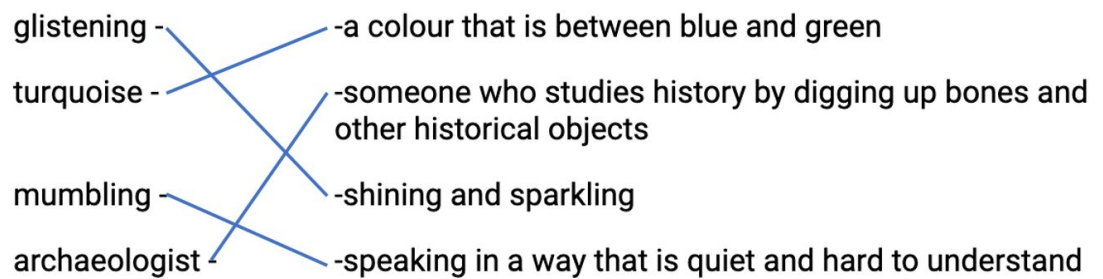 glistening - -a colour that is between blue and green
turquoise - -someone who studies history by digging up bones and
other historical objects
mumbling - -shining and sparkling
archaeologist - -speaking in a way that is quiet and hard to understand